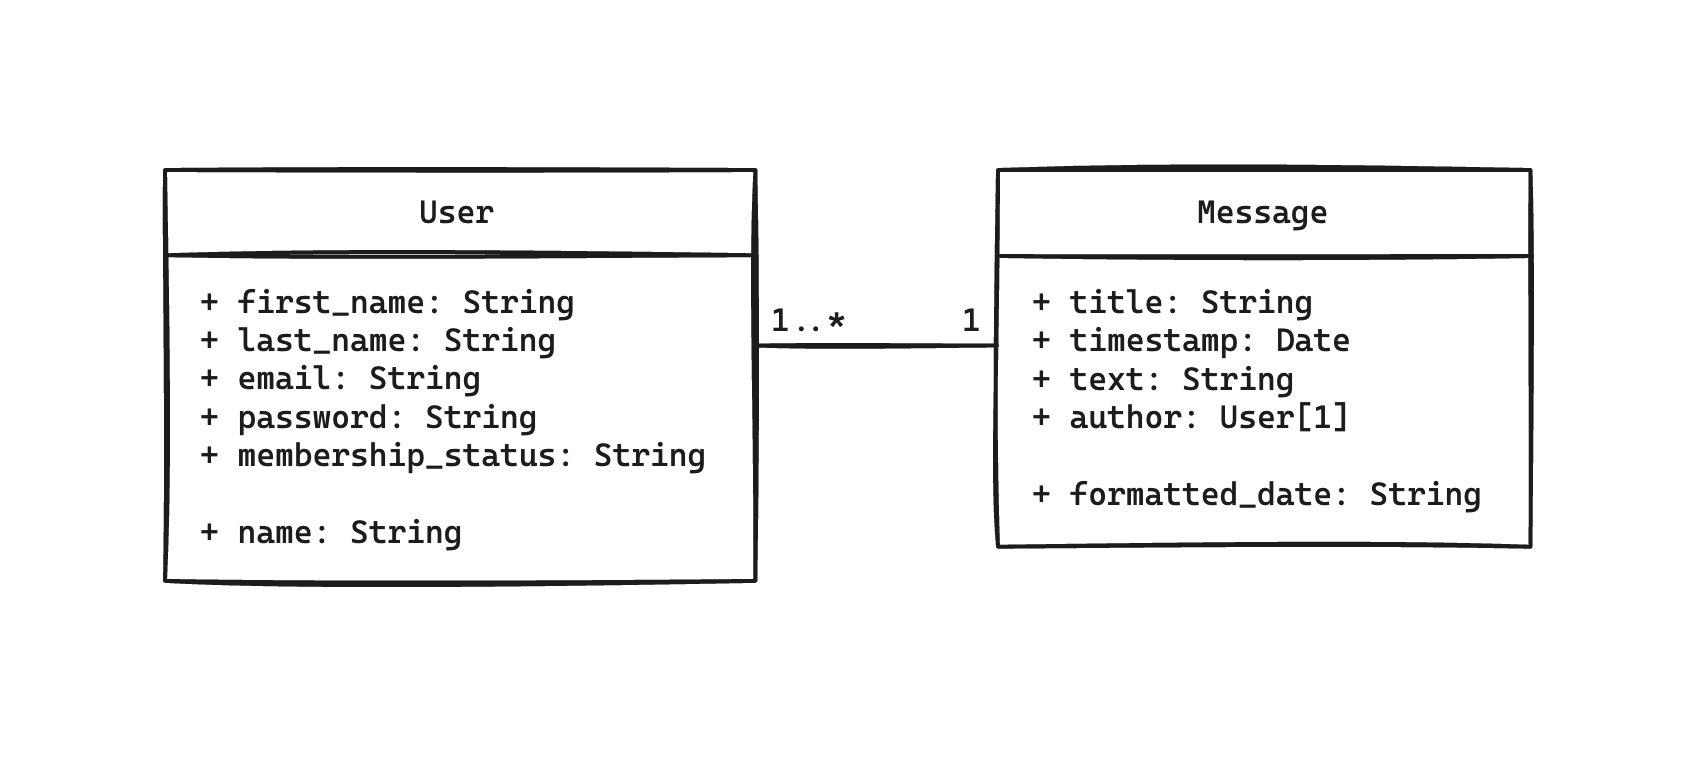 User
+ first_name: String
+ last_name: String
+ email: String
+ password: String
+ membership_status: String
+ name: String
1..*
1
Message
+ title: String
+ timestamp: Date
+ text: String
+ author: User[1]
+ formatted_date: String